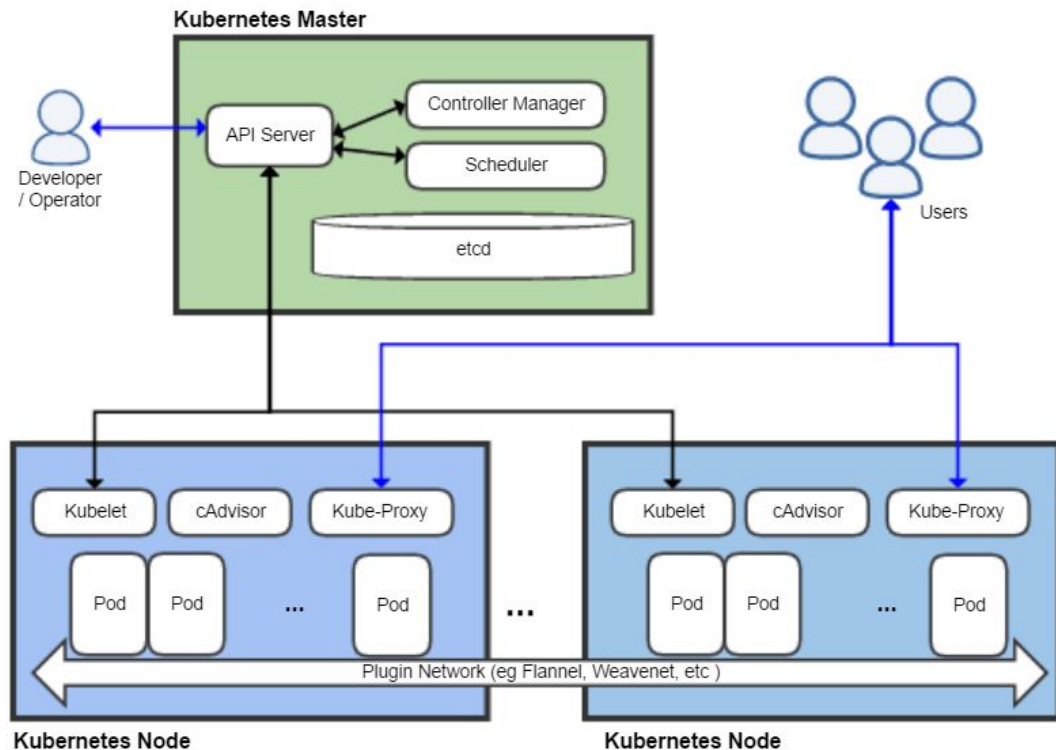 Kubernetes Master
Controller Manager
API Server
Scheduler
Developer
/ Operator
Users
etcd
Kubelet
cAdvisor
Kube-Proxy
Kubelet
cAdvisor
Kube-Proxy
Pod
Pod
...
Pod
...
Pod
Pod
...
Pod
Plugin Network (eg Flannel, Weavenet, etc )
Kubernetes Node
Kubernetes Node